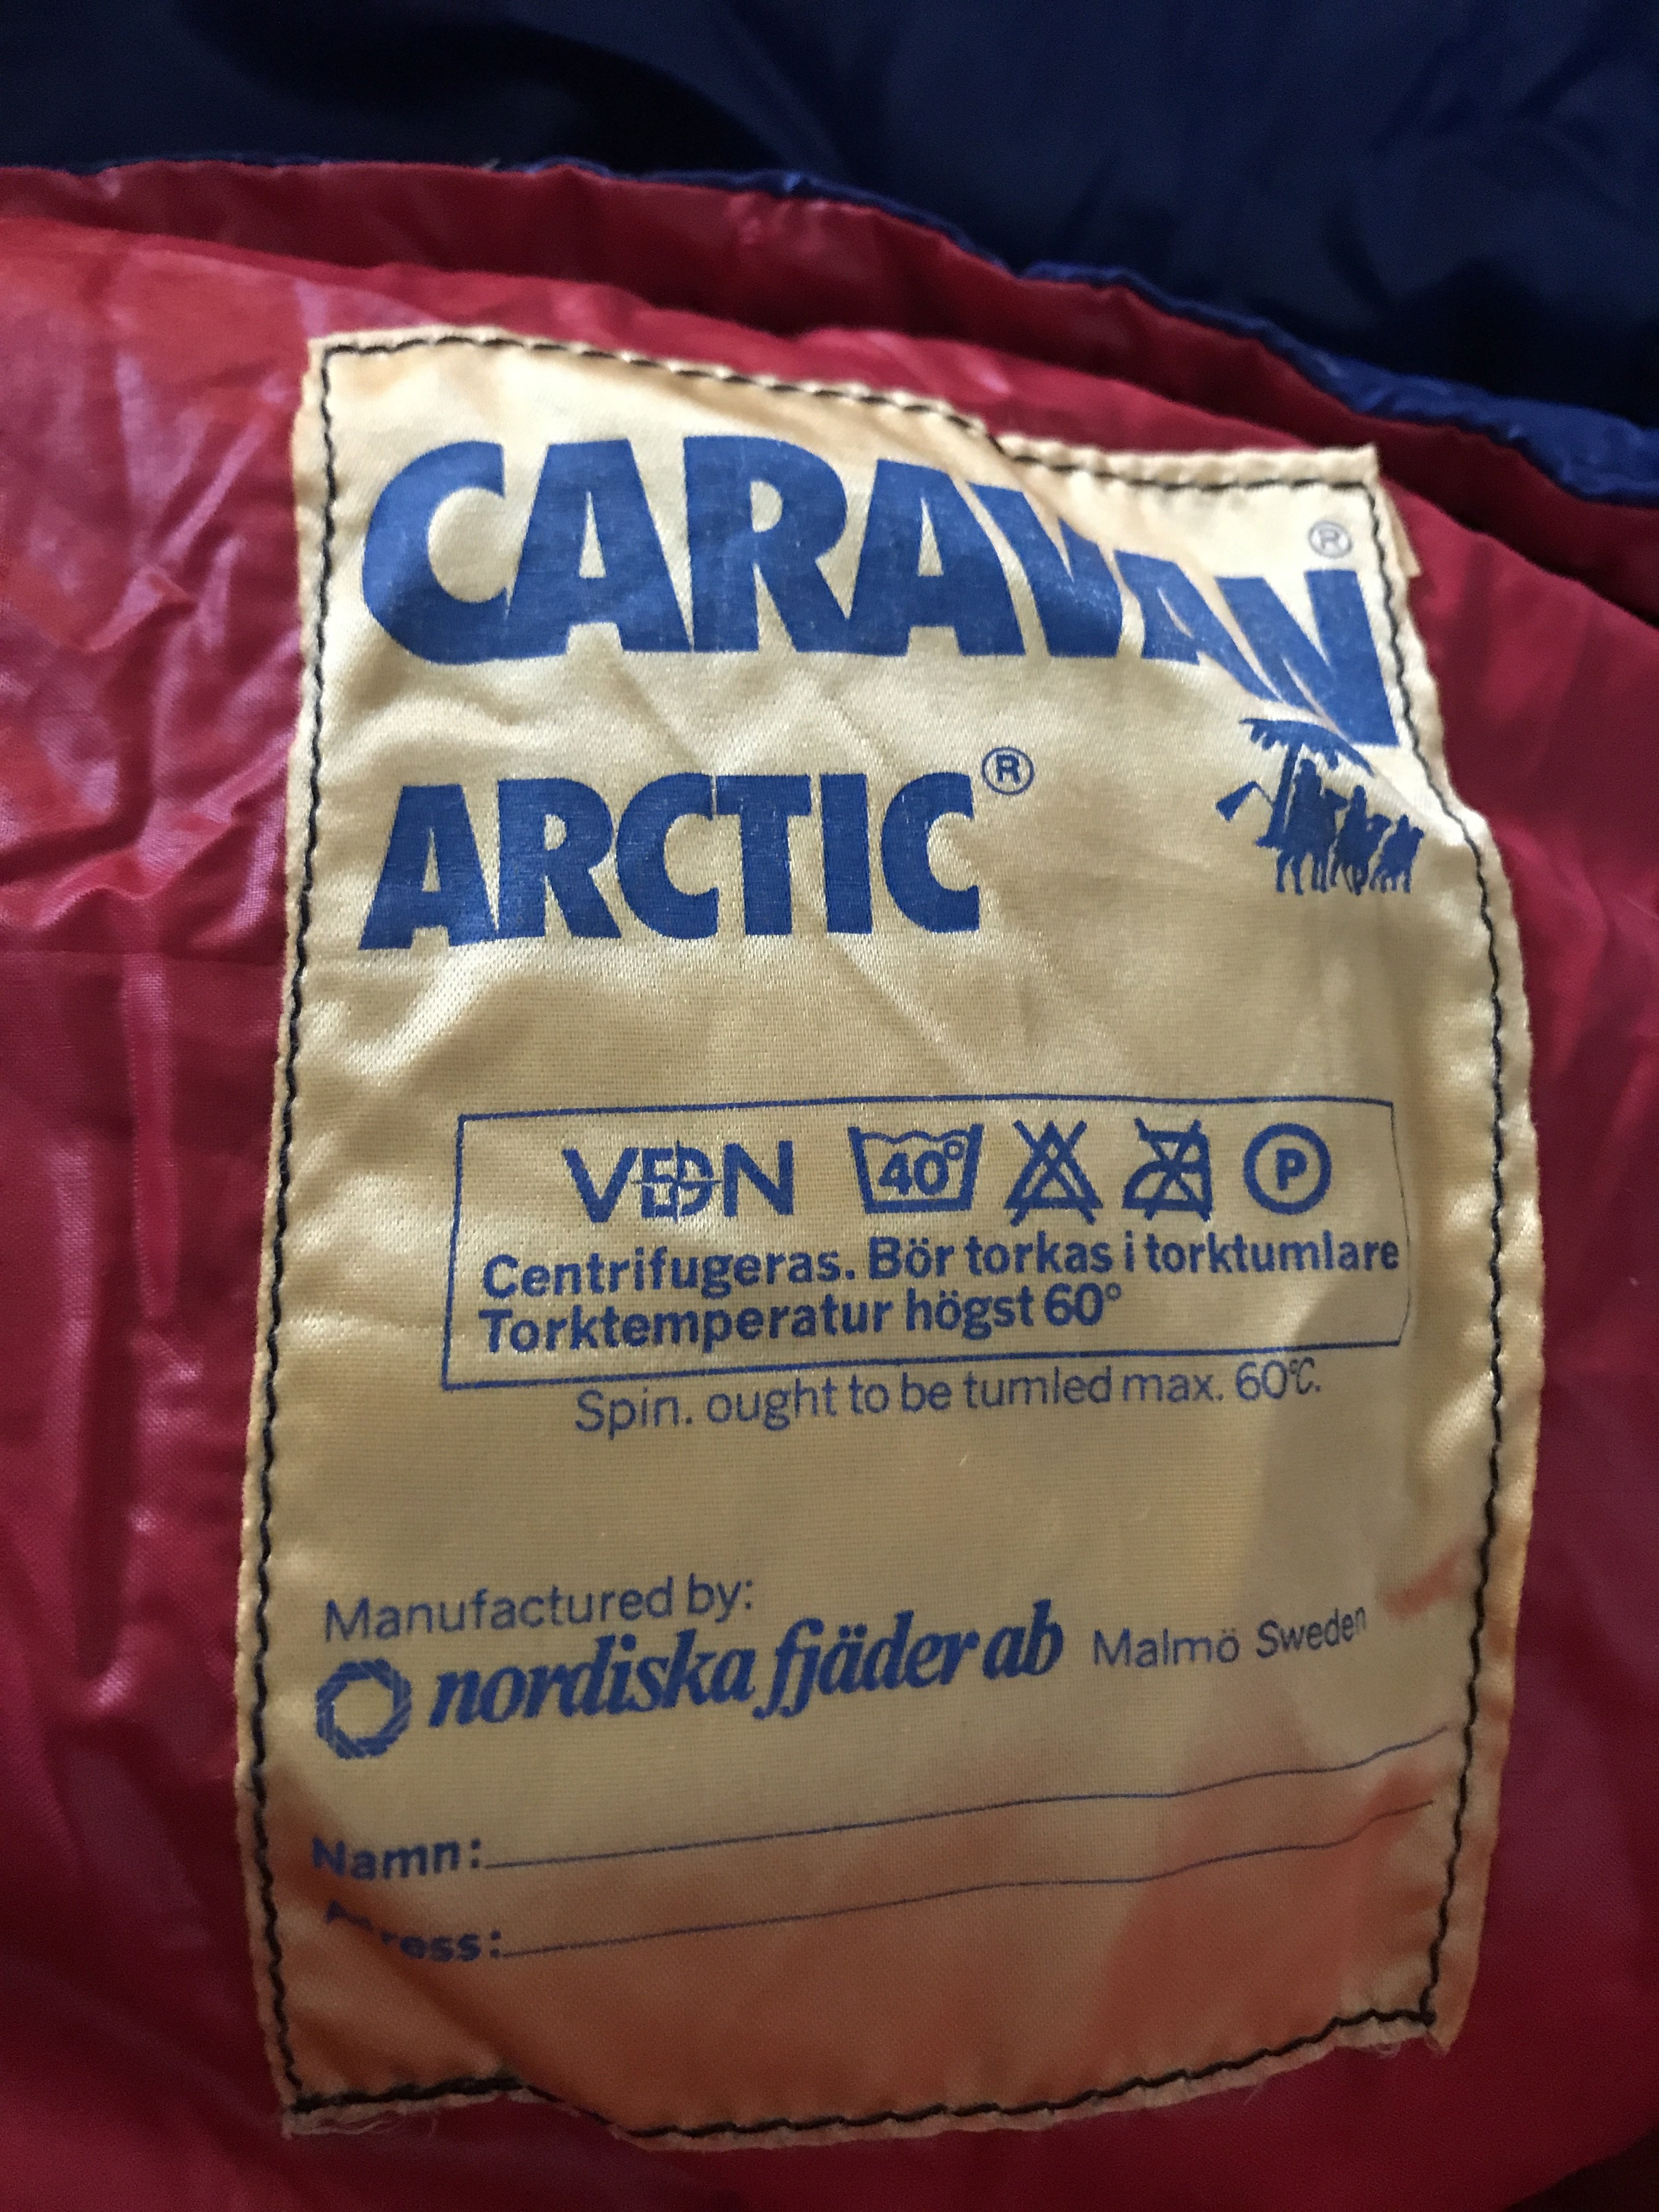 CARAVAN ®
ARCTIC ®
VDN 40° P
Centrifugeras. Bör torkas i torktumlare
Torktemperatur högst 60°
Spin. ought to be tumled max. 60°C.
Manufactured by:
nordiska fjäder ab Malmö Sweden
Namn: